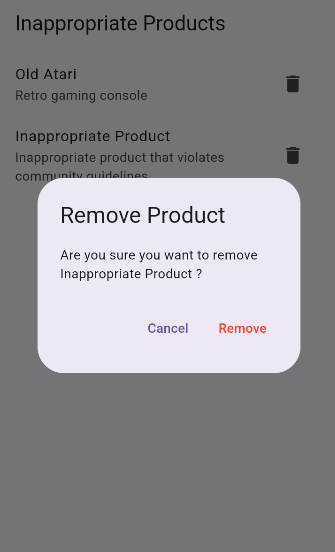 Inappropriate Products
Old Atari
Retro gaming console
Inappropriate Product
Inappropriate product that violates
community guidelines
Remove Product
Are you sure you want to remove
Inappropriate Product ?
Cancel
Remove